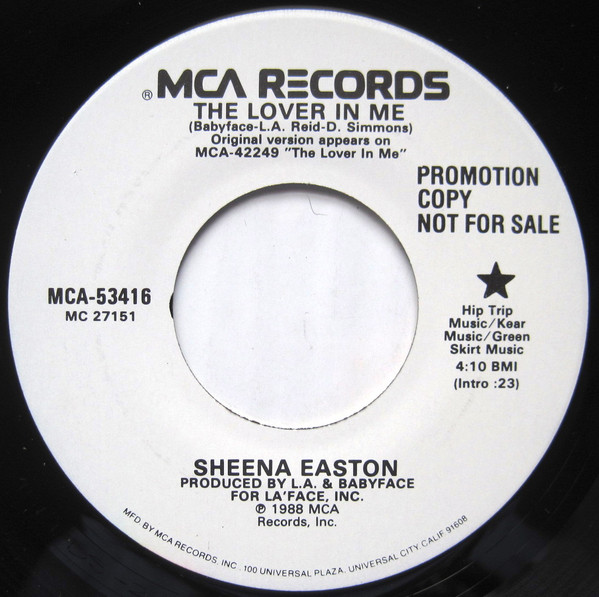 ® MCA RECORDS
THE LOVER IN ME
(Babyface-L.A. Reid-D. Simmons)
Original version appears on
MCA-42249 "The Lover In Me"
PROMOTION
COPY
NOT FOR SALE
MCA-53416
MC 27151
Hip Trip
Music/Kear
Music/Green
Skirt Music
4:10 BMI
(Intro :23)
SHEENA EASTON
PRODUCED BY L.A. & BABYFACE
FOR LA'FACE, INC.
℗ 1988 MCA
Records, Inc.
MFD. BY MCA RECORDS, INC., 100 UNIVERSAL PLAZA, UNIVERSAL CITY, CALIF. 91608